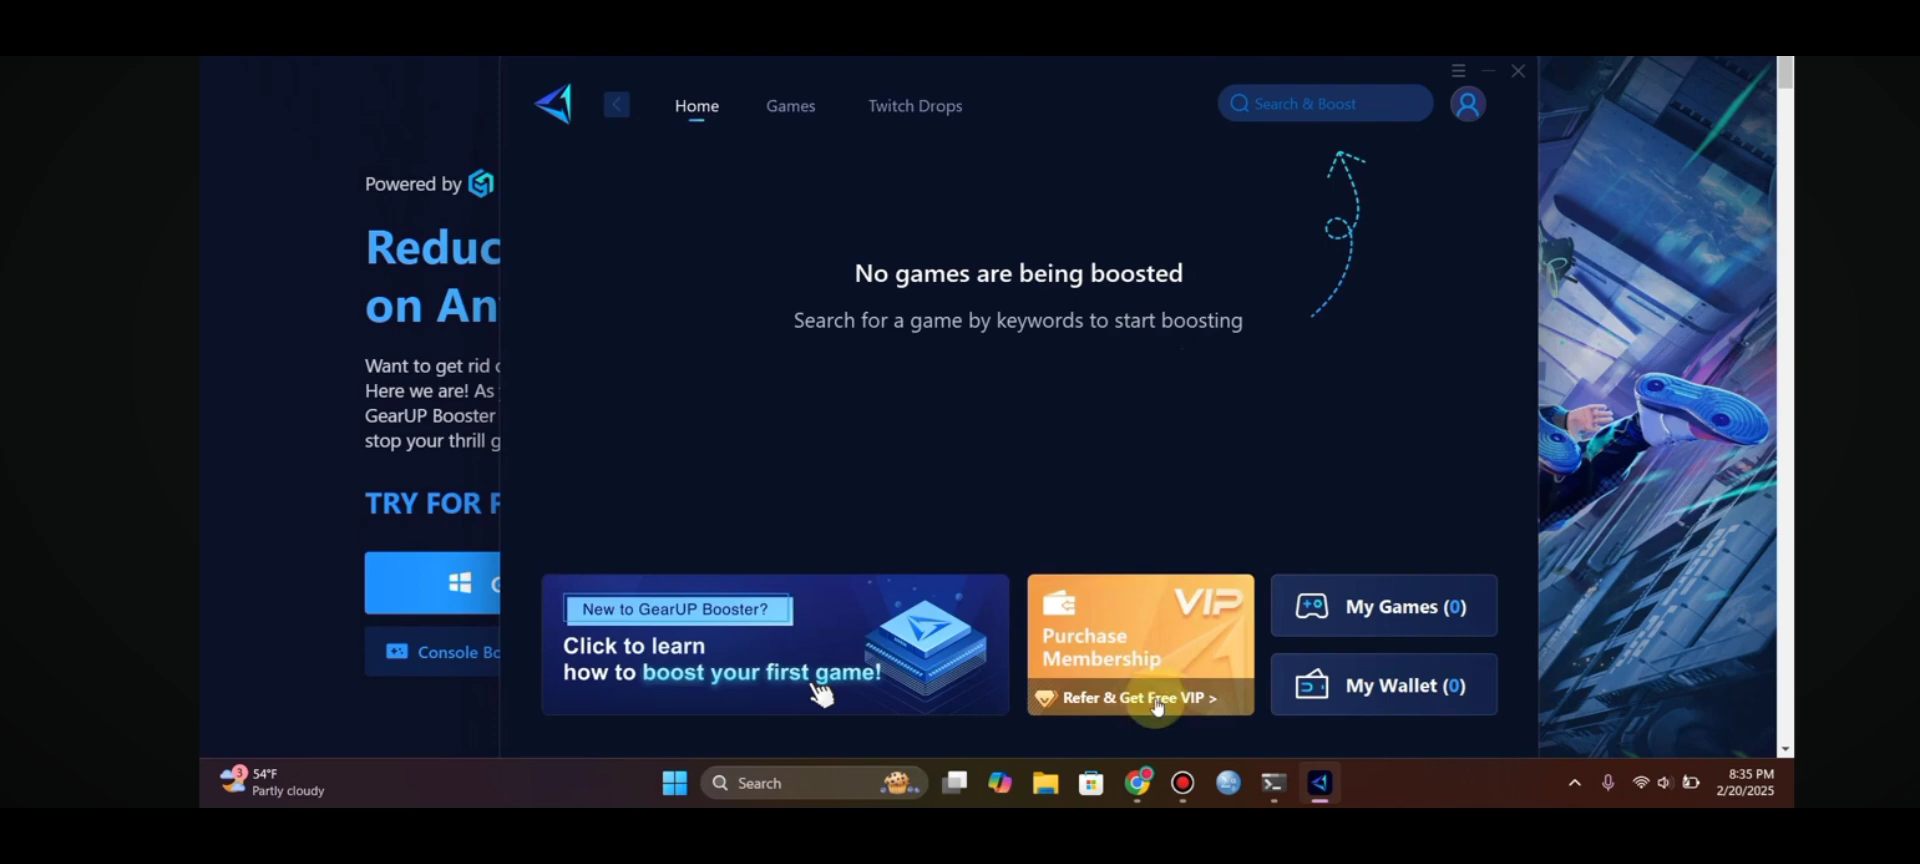 Home
Games
Twitch Drops
Search & Boost
Powered by
Reduc
on An
Want to get rid
Here we are! As
GearUP Booster
stop your thrill g
TRY FOR F
Console Bo
No games are being boosted
Search for a game by keywords to start boosting
New to GearUP Booster?
Click to learn
how to boost your first game!
VIP
Purchase
Membership
Refer & Get Free VIP >
My Games (0)
My Wallet (0)
3
54°F
Partly cloudy
Search
8:35 PM
2/20/2025